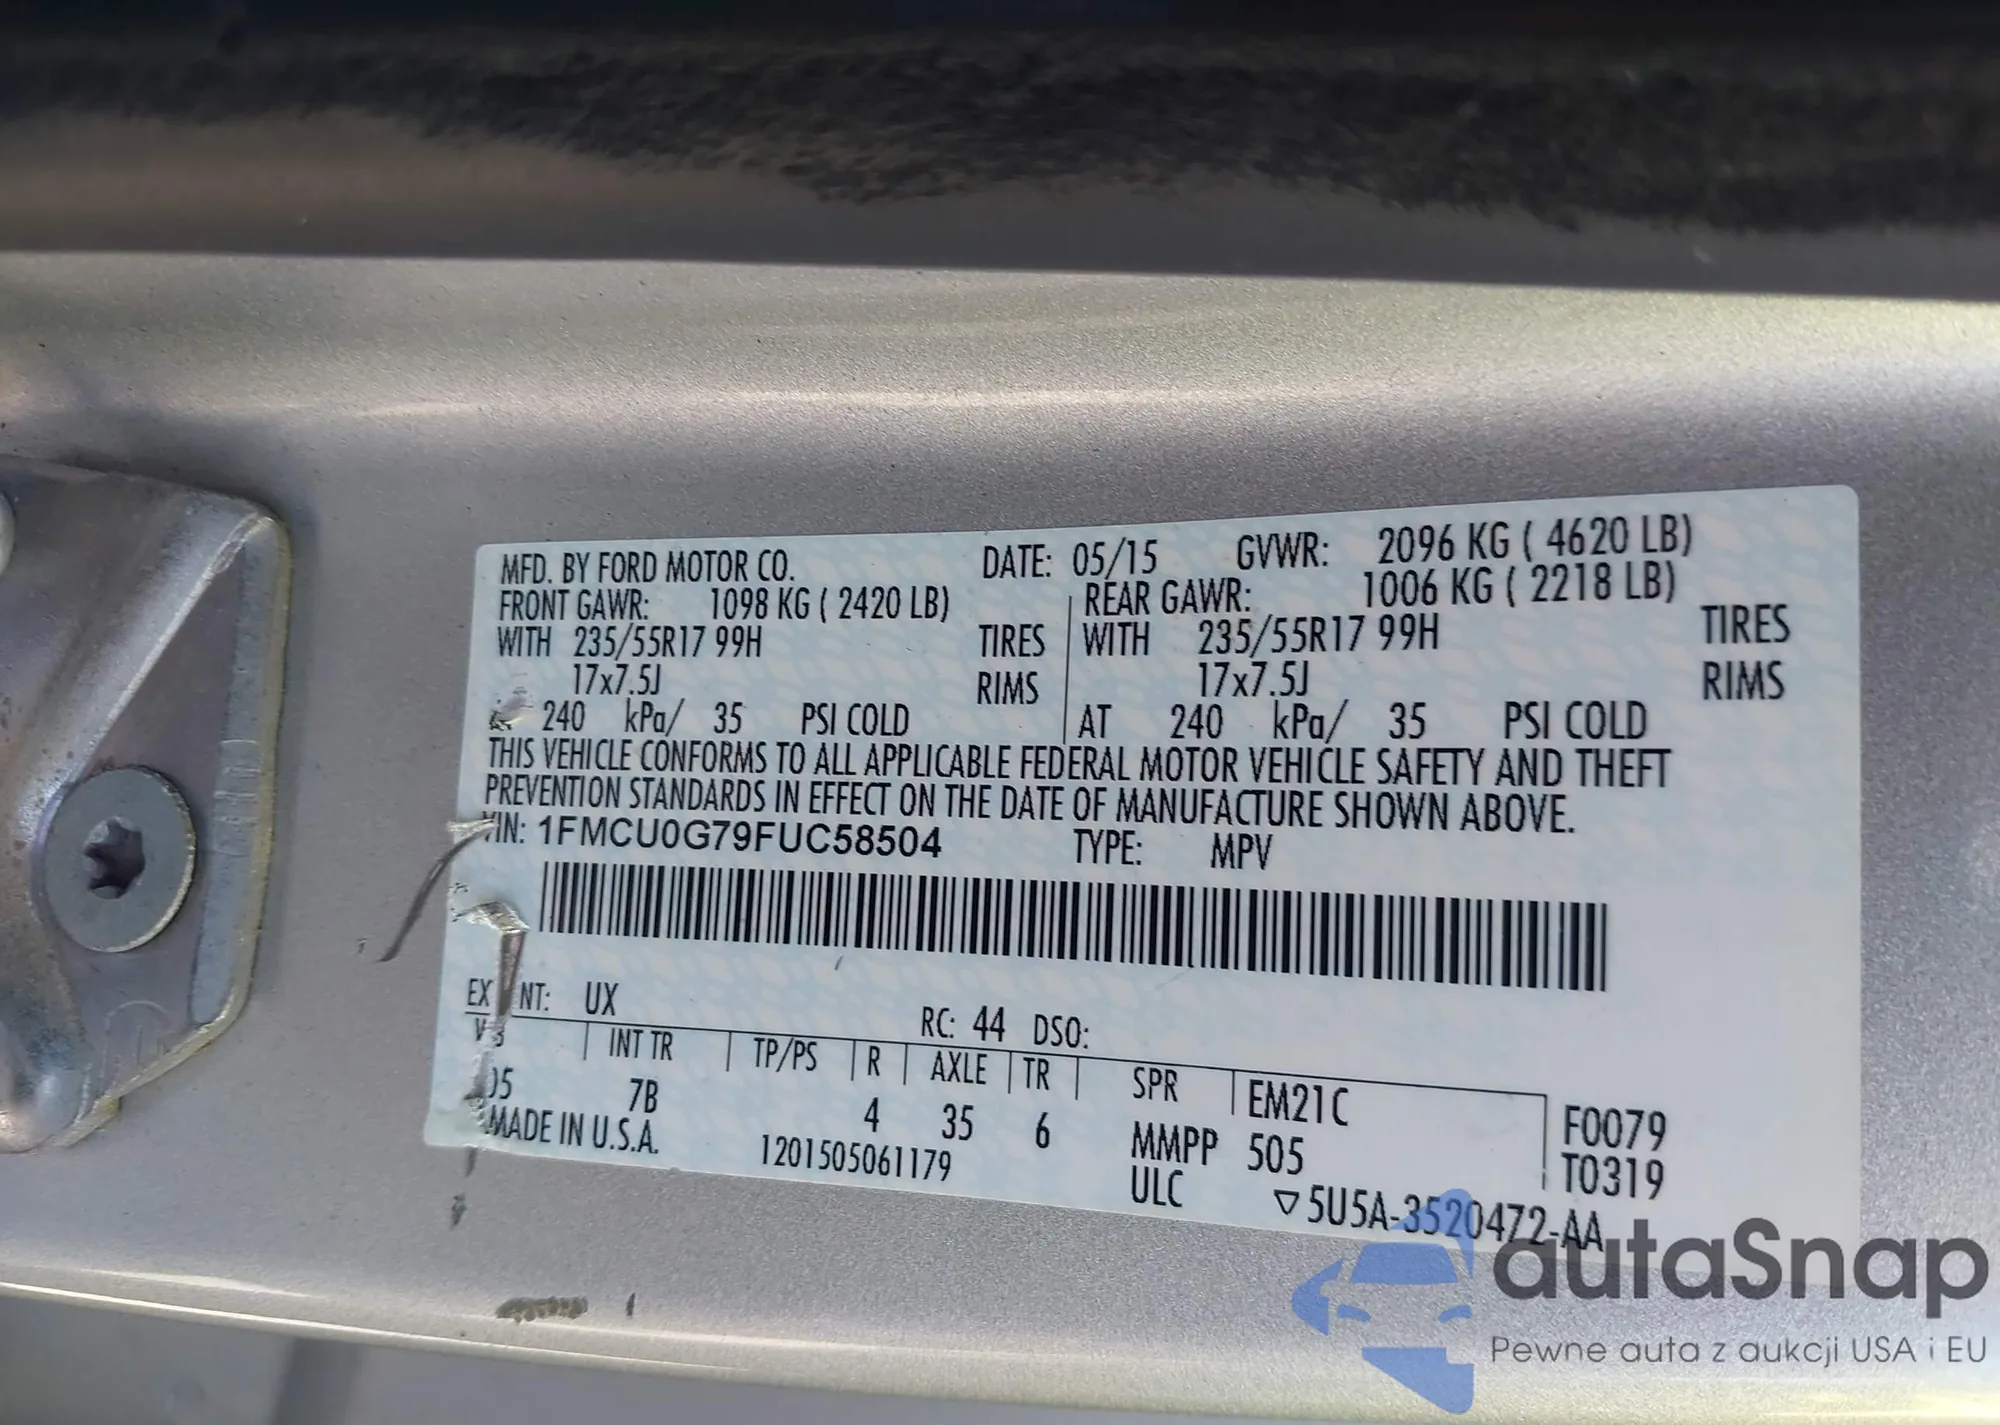 MFD. BY FORD MOTOR CO. DATE: 05/15 GVWR: 2096 KG ( 4620 LB)
FRONT GAWR: 1098 KG ( 2420 LB) REAR GAWR: 1006 KG ( 2218 LB)
WITH 235/55R17 99H TIRES WITH 235/55R17 99H TIRES
17x7.5J RIMS 17x7.5J RIMS
240 kPa/ 35 PSI COLD AT 240 kPa/ 35 PSI COLD
THIS VEHICLE CONFORMS TO ALL APPLICABLE FEDERAL MOTOR VEHICLE SAFETY AND THEFT
PREVENTION STANDARDS IN EFFECT ON THE DATE OF MANUFACTURE SHOWN ABOVE.
VIN: 1FMCU0G79FUC58504 TYPE: MPV
EX NT: UX RC: 44 DSO:
INT TR TP/PS R AXLE TR SPR EM21C F0079
05 7B 4 35 6 MMPP 505 T0319
MADE IN U.S.A. 1201505061179 ULC ▽5U5A-3520472-AA
autaSnap
Pewne auta z aukcji USA i EU